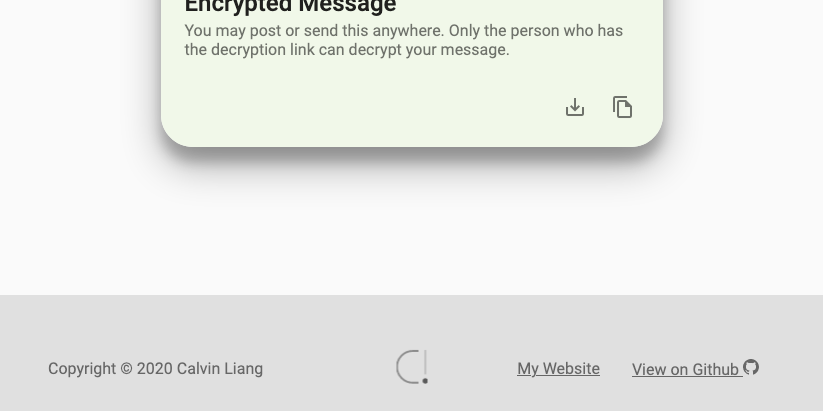 Encrypted Message
You may post or send this anywhere. Only the person who has
the decryption link can decrypt your message.
Copyright © 2020 Calvin Liang
My Website
View on Github